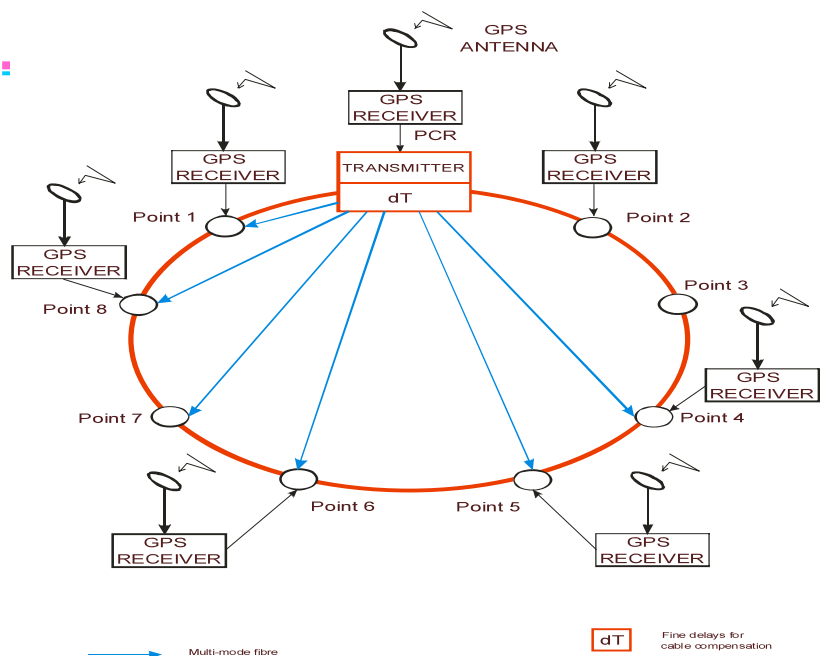 GPS
ANTENNA
GPS
RECEIVER
PCR
GPS
RECEIVER
GPS
RECEIVER
TRANSMITTER
dT
Point 1
Point 2
GPS
RECEIVER
Point 8
Point 3
GPS
RECEIVER
Point 7
Point 4
Point 6
Point 5
GPS
RECEIVER
GPS
RECEIVER
Multi-mode fibre
dT
Fine delays for
cable compensation